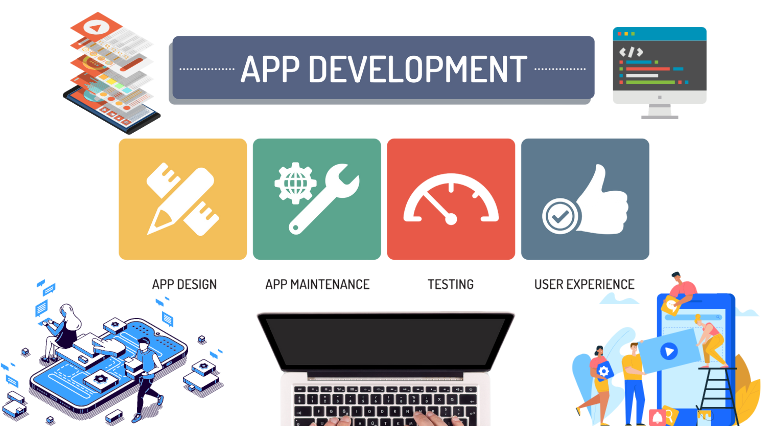 APP DEVELOPMENT
</>
APP DESIGN
APP MAINTENANCE
TESTING
USER EXPERIENCE